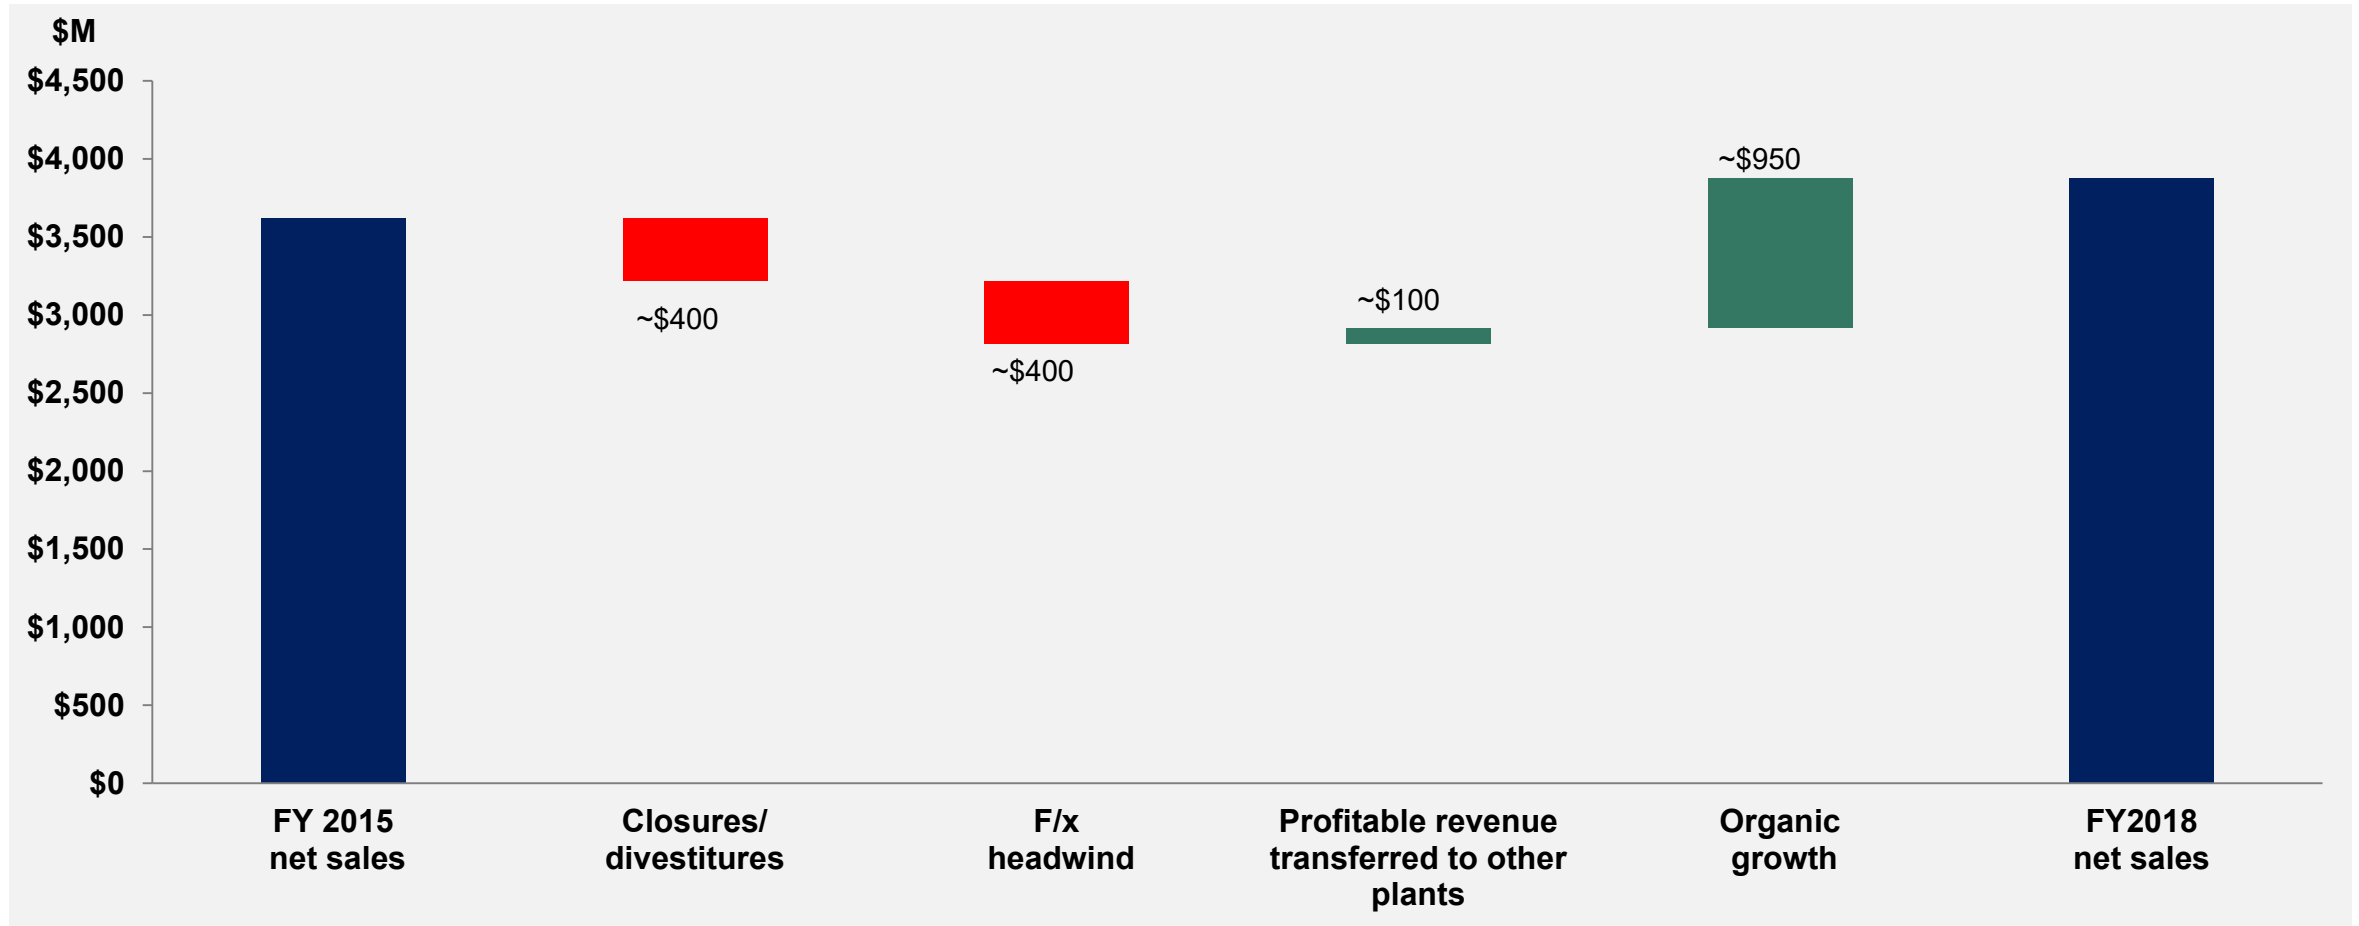 $M
$4,500
$4,000
$3,500
$3,000
$2,500
$2,000
$1,500
$1,000
$500
$0
~$400
~$400
~$100
~$950
FY 2015
net sales
Closures/
divestitures
F/x
headwind
Profitable revenue
transferred to other
plants
Organic
growth
FY2018
net sales